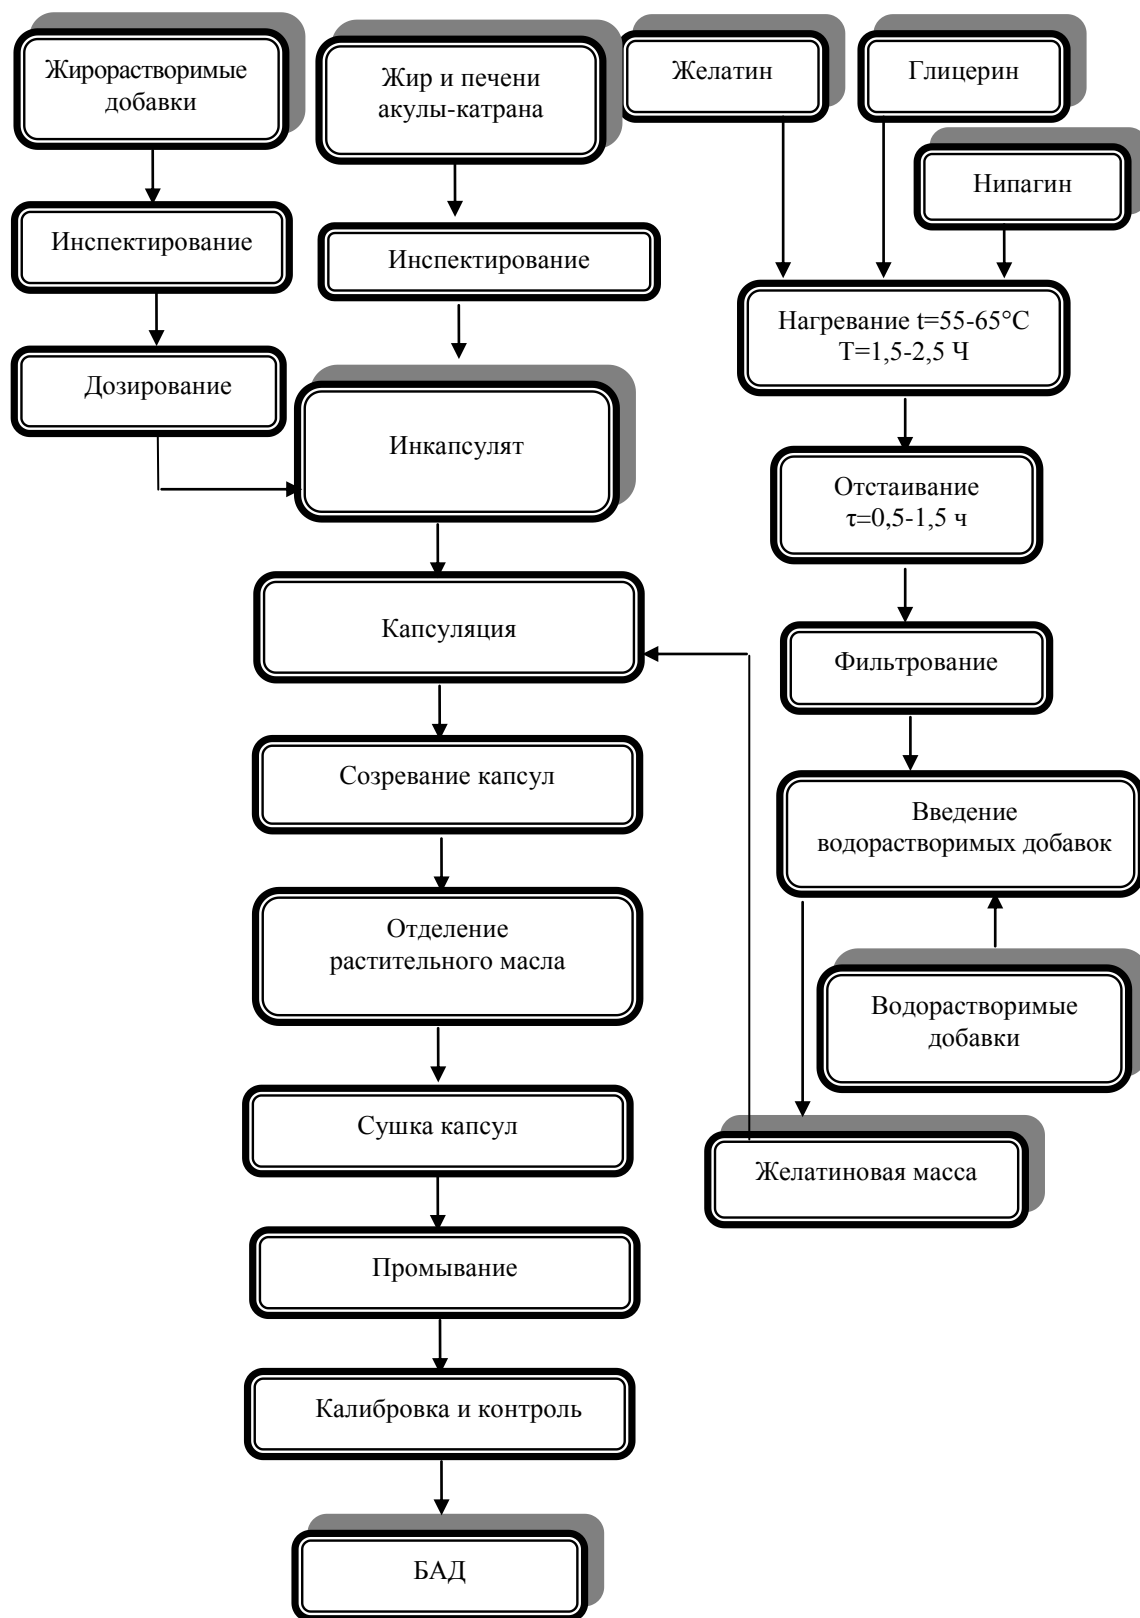 Жирорастворимые
добавки
Жир и печени
акулы-катрана
Желатин
Глицерин
Нипагин
Инспектирование
Инспектирование
Нагревание t=55-65°С
Т=1,5-2,5 Ч
Дозирование
Инкапсулят
Отстаивание
τ=0,5-1,5 ч
Капсуляция
Фильтрование
Созревание капсул
Введение
водорастворимых добавок
Отделение
растительного масла
Водорастворимые
добавки
Сушка капсул
Желатиновая масса
Промывание
Калибровка и контроль
БАД